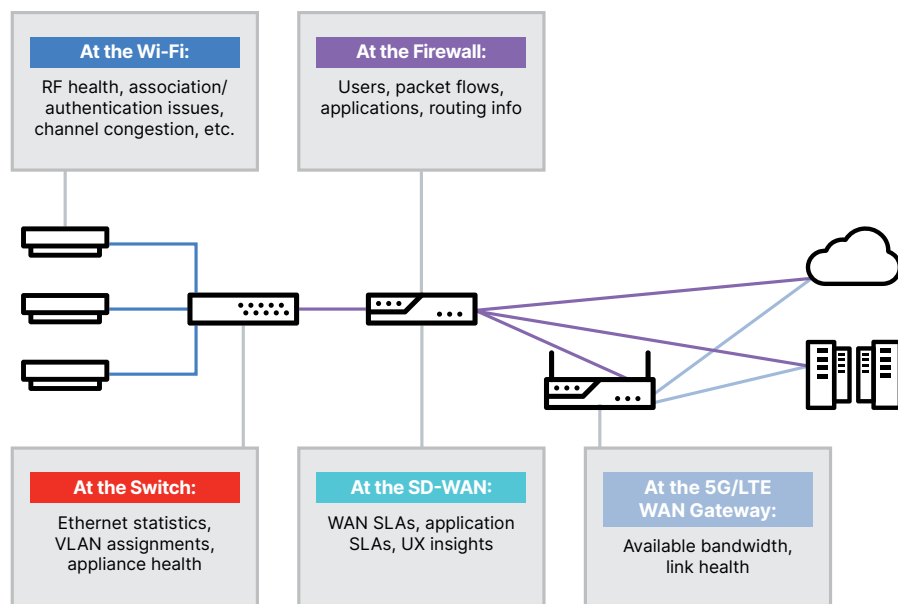 At the Wi-Fi:
RF health, association/
authentication issues,
channel congestion, etc.
At the Firewall:
Users, packet flows,
applications, routing info
At the Switch:
Ethernet statistics,
VLAN assignments,
appliance health
At the SD-WAN:
WAN SLAs, application
SLAs, UX insights
At the 5G/LTE
WAN Gateway:
Available bandwidth,
link health